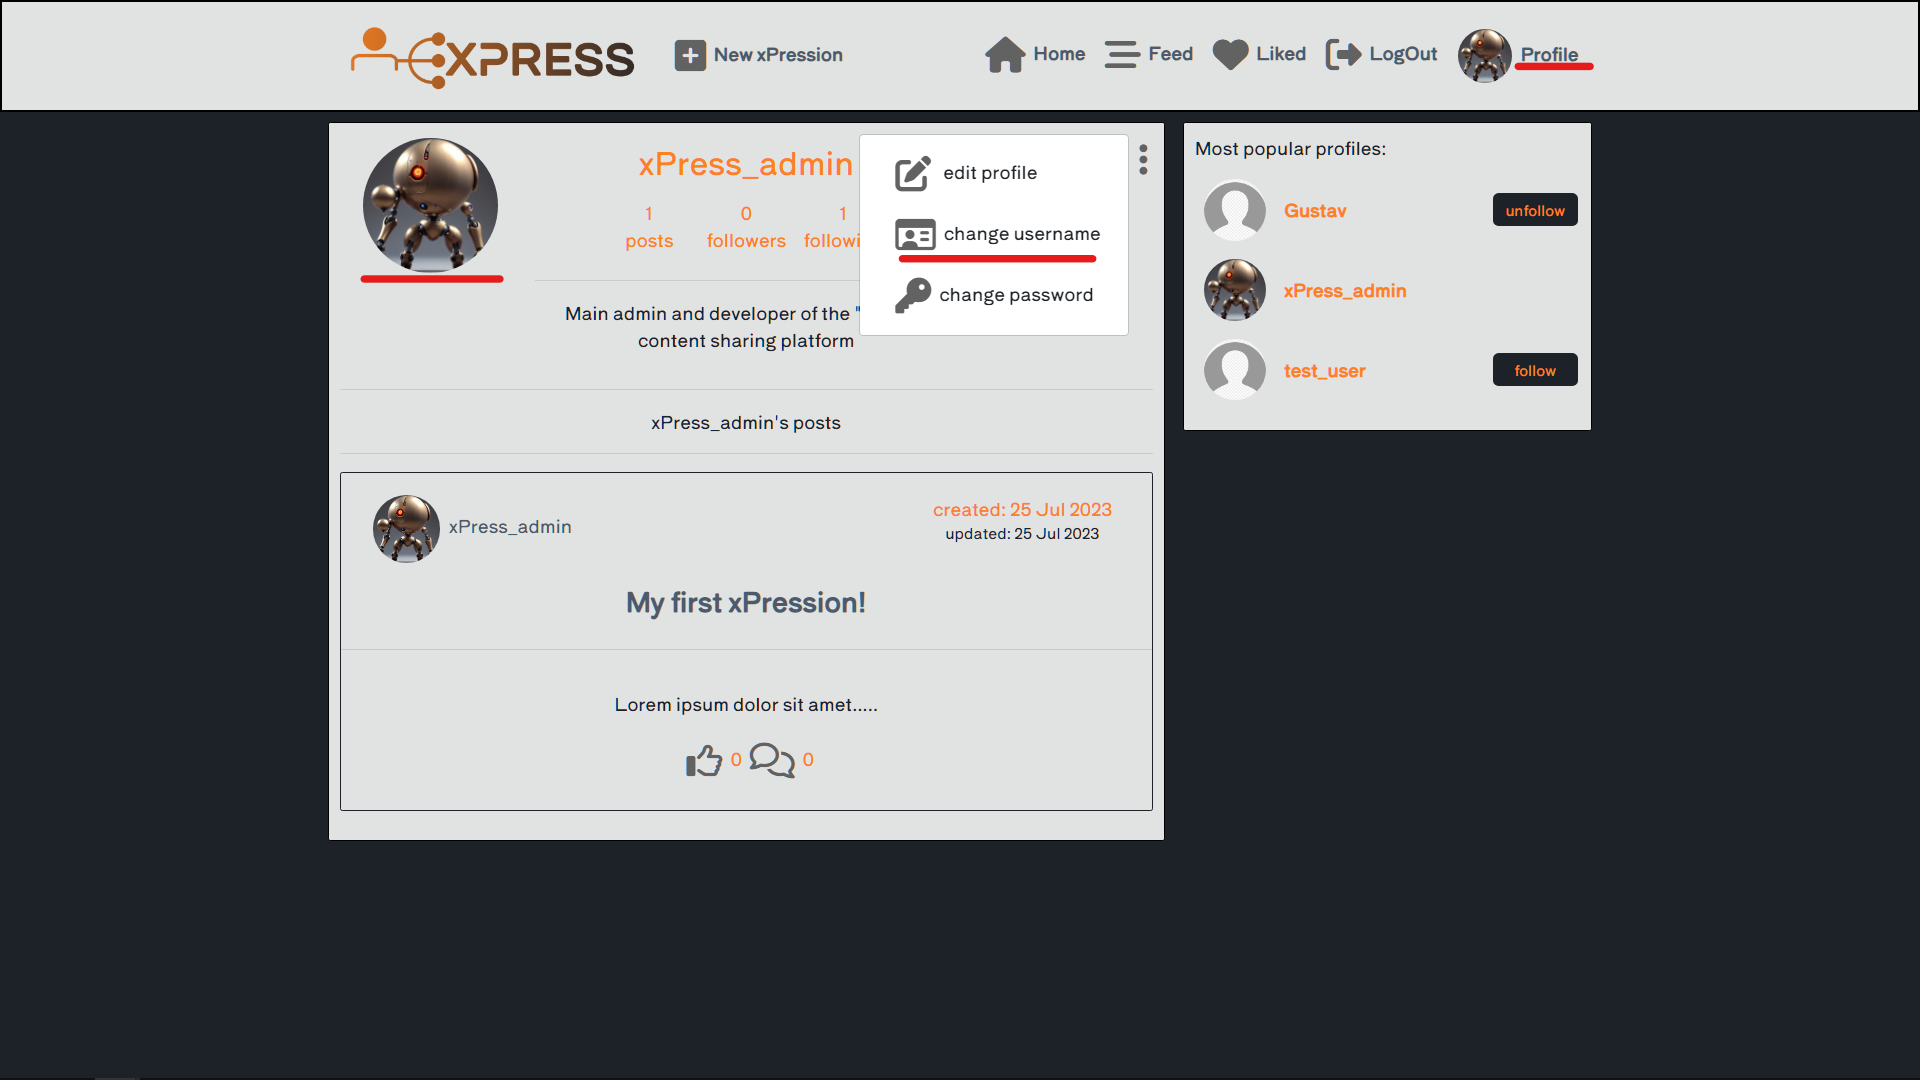 XPRESS
New xPression
Home
Feed
Liked
LogOut
Profile
xPress_admin
1
posts
0
followers
1
followi
Main admin and developer of the "
content sharing platform
edit profile
change username
change password
xPress_admin's posts
xPress_admin
created: 25 Jul 2023
updated: 25 Jul 2023
My first xPression!
Lorem ipsum dolor sit amet.....
0
0
Most popular profiles:
Gustav
unfollow
xPress_admin
test_user
follow